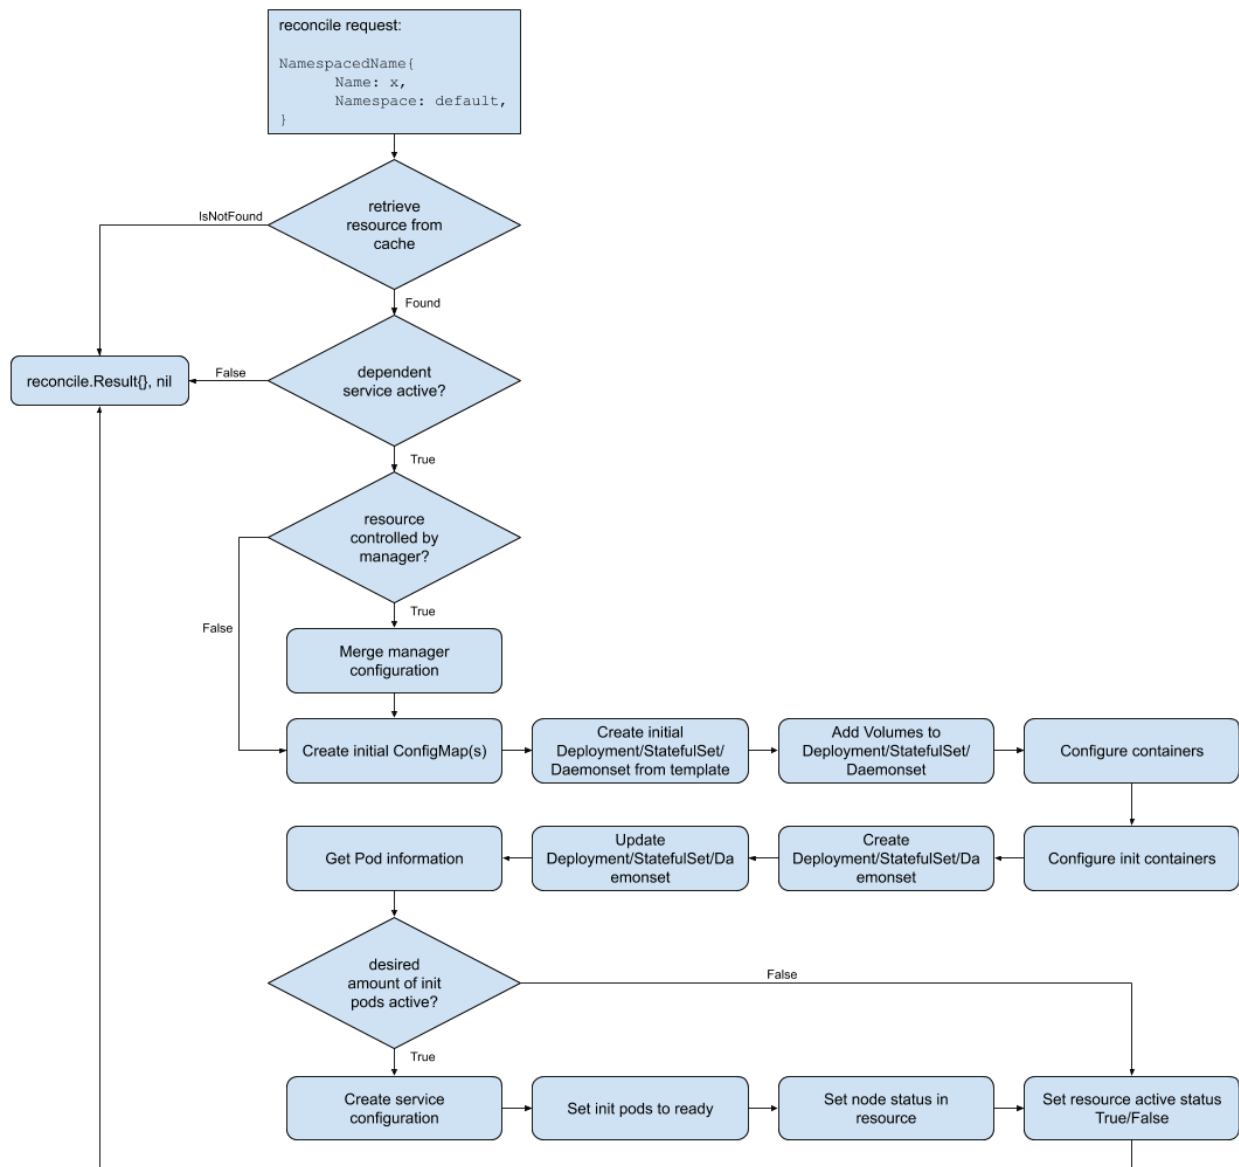 reconcile request:
NamespacedName{
Name: x,
Namespace: default,
}
retrieve
resource from
cache
IsNotFound
Found
dependent
service active?
False
reconcile.Result{}, nil
True
resource
controlled by
manager?
True
False
Merge manager
configuration
Create initial ConfigMap(s)
Create initial
Deployment/StatefulSet/
Daemonset from template
Add Volumes to
Deployment/StatefulSet/
Daemonset
Configure containers
Configure init containers
Create
Deployment/StatefulSet/Da
emonset
Update
Deployment/StatefulSet/Da
emonset
Get Pod information
desired
amount of init
pods active?
False
True
Create service
configuration
Set init pods to ready
Set node status in
resource
Set resource active status
True/False